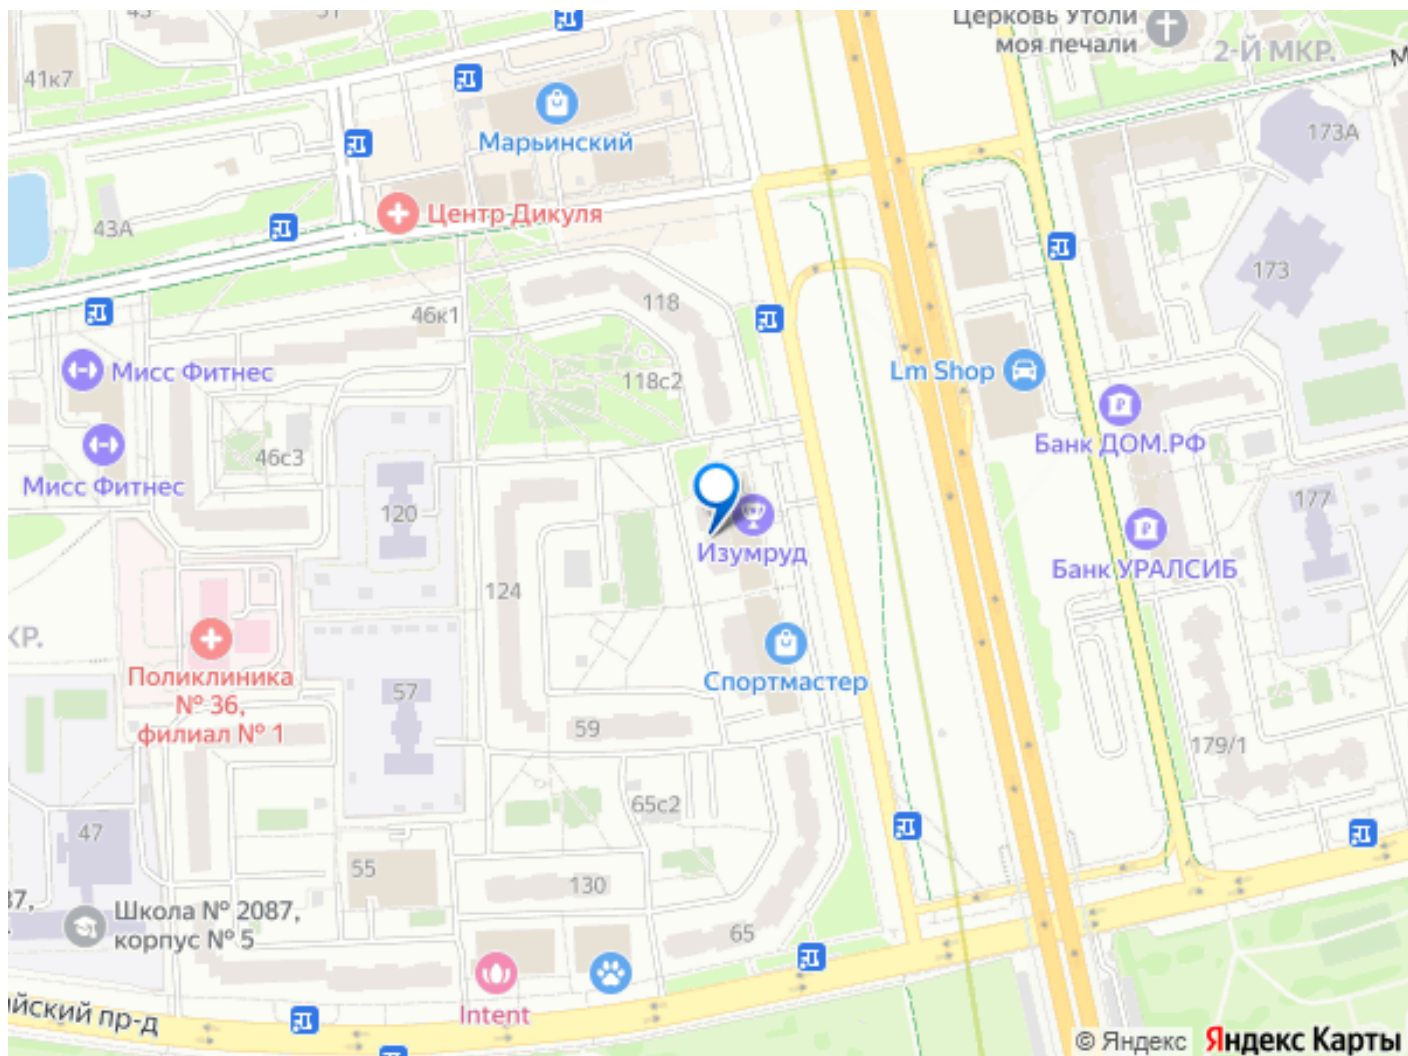 Церковь Утоли
моя печали
2-Й МКР.
41к7
Марьинский
173А
43А
Центр Дикуля
173
118
46к1
Мисс Фитнес
118с2
Lm Shop
Банк ДОМ.РФ
46с3
Мисс Фитнес
177
120
Изумруд
Банк УРАЛСИБ
124
КР.
Поликлиника
№ 36,
филиал № 1
57
Спортмастер
59
179/1
65с2
47
55
130
37,
Школа № 2087,
корпус № 5
65
Intent
йский пр-д
© Яндекс Яндекс Карты